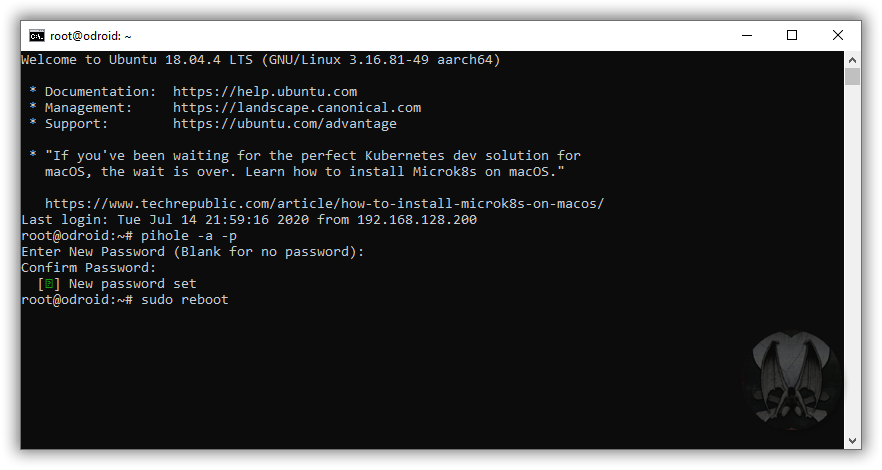 root@odroid: ~
Welcome to Ubuntu 18.04.4 LTS (GNU/Linux 3.16.81-49 aarch64)
* Documentation:  https://help.ubuntu.com
* Management:     https://landscape.canonical.com
* Support:        https://ubuntu.com/advantage
* "If you've been waiting for the perfect Kubernetes dev solution for
macOS, the wait is over. Learn how to install Microk8s on macOS."
https://www.techrepublic.com/article/how-to-install-microk8s-on-macos/
Last login: Tue Jul 14 21:59:16 2020 from 192.168.128.200
root@odroid:~# pihole -a -p
Enter New Password (Blank for no password):
Confirm Password:
[⍰] New password set
root@odroid:~# sudo reboot